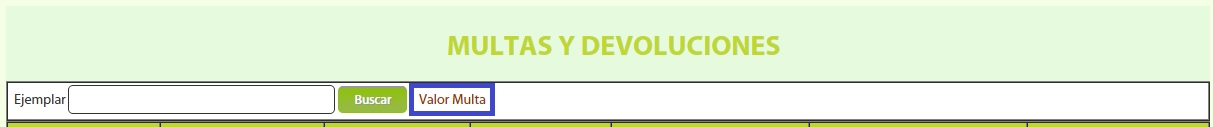 MULTAS Y DEVOLUCIONES
Ejemplar Buscar Valor Multa